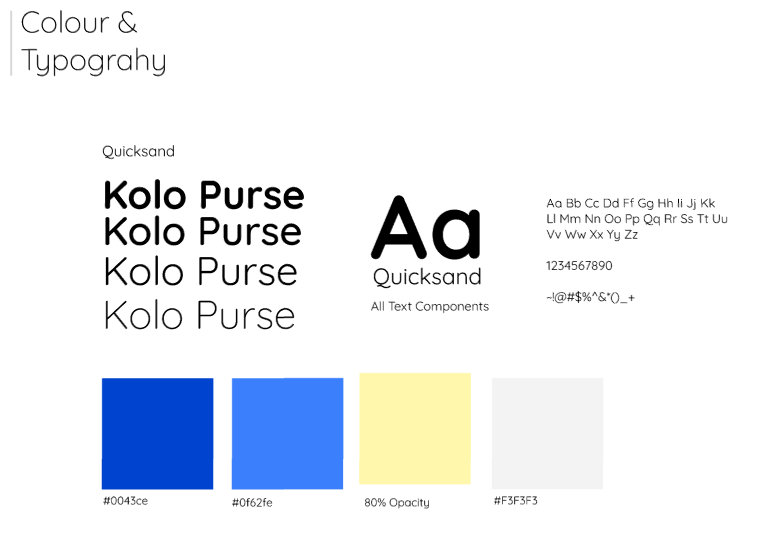 Colour &
Typograhy
Quicksand
Kolo Purse
Kolo Purse
Kolo Purse
Kolo Purse
Aa
Quicksand
All Text Components
Aa Bb Cc Dd Ff Gg Hh Ii Jj Kk
Ll Mm Nn Oo Pp Qq Rr Ss Tt Uu
Vv Ww Xx Yy Zz
1234567890
~!@#$%^&*()_+
#0043ce
#0f62fe
80% Opacity
#F3F3F3